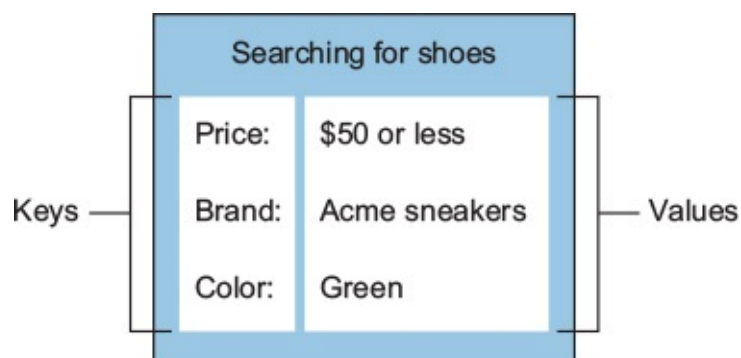 Searching for shoes
Price: $50 or less
Keys Brand: Acme sneakers Values
Color: Green